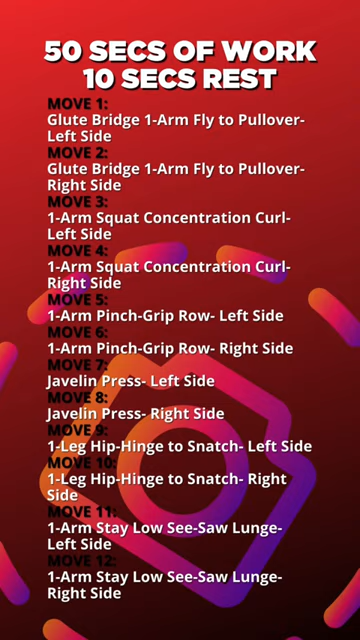 50 SECS OF WORK
10 SECS REST
MOVE 1:
Glute Bridge 1-Arm Fly to Pullover-
Left Side
MOVE 2:
Glute Bridge 1-Arm Fly to Pullover-
Right Side
MOVE 3:
1-Arm Squat Concentration Curl-
Left Side
MOVE 4:
1-Arm Squat Concentration Curl-
Right Side
MOVE 5:
1-Arm Pinch-Grip Row- Left Side
MOVE 6:
1-Arm Pinch-Grip Row- Right Side
MOVE 7:
Javelin Press- Left Side
MOVE 8:
Javelin Press- Right Side
MOVE 9:
1-Leg Hip-Hinge to Snatch- Left Side
MOVE 10:
1-Leg Hip-Hinge to Snatch- Right
Side
MOVE 11:
1-Arm Stay Low See-Saw Lunge-
Left Side
MOVE 12:
1-Arm Stay Low See-Saw Lunge-
Right Side